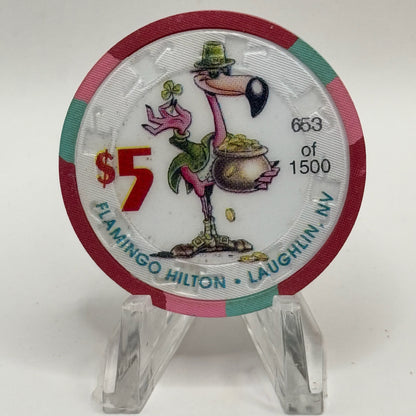 653
of
1500
$5
FLAMINGO HILTON • LAUGHLIN, NV